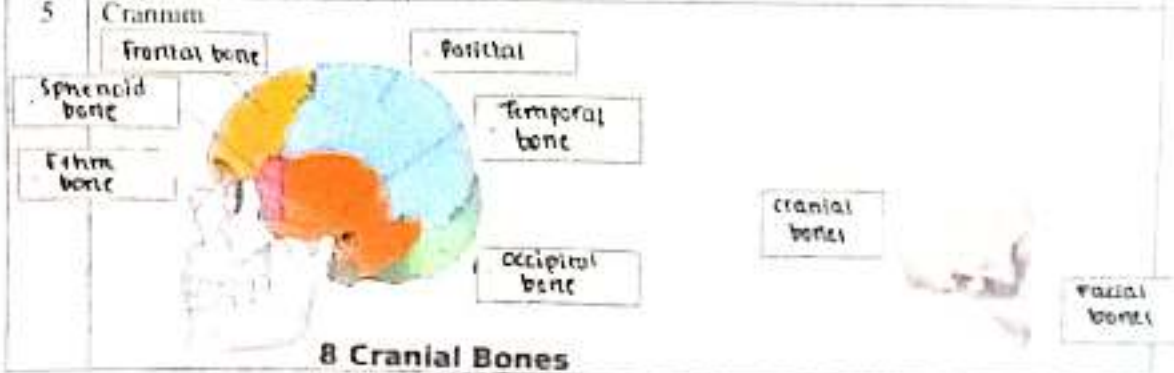 5 Cranium
Frontal bone
Parietal
Sphenoid
bone
Temporal
bone
Ethm
bone
cranial
bones
occipital
bone
Facial
bones
8 Cranial Bones